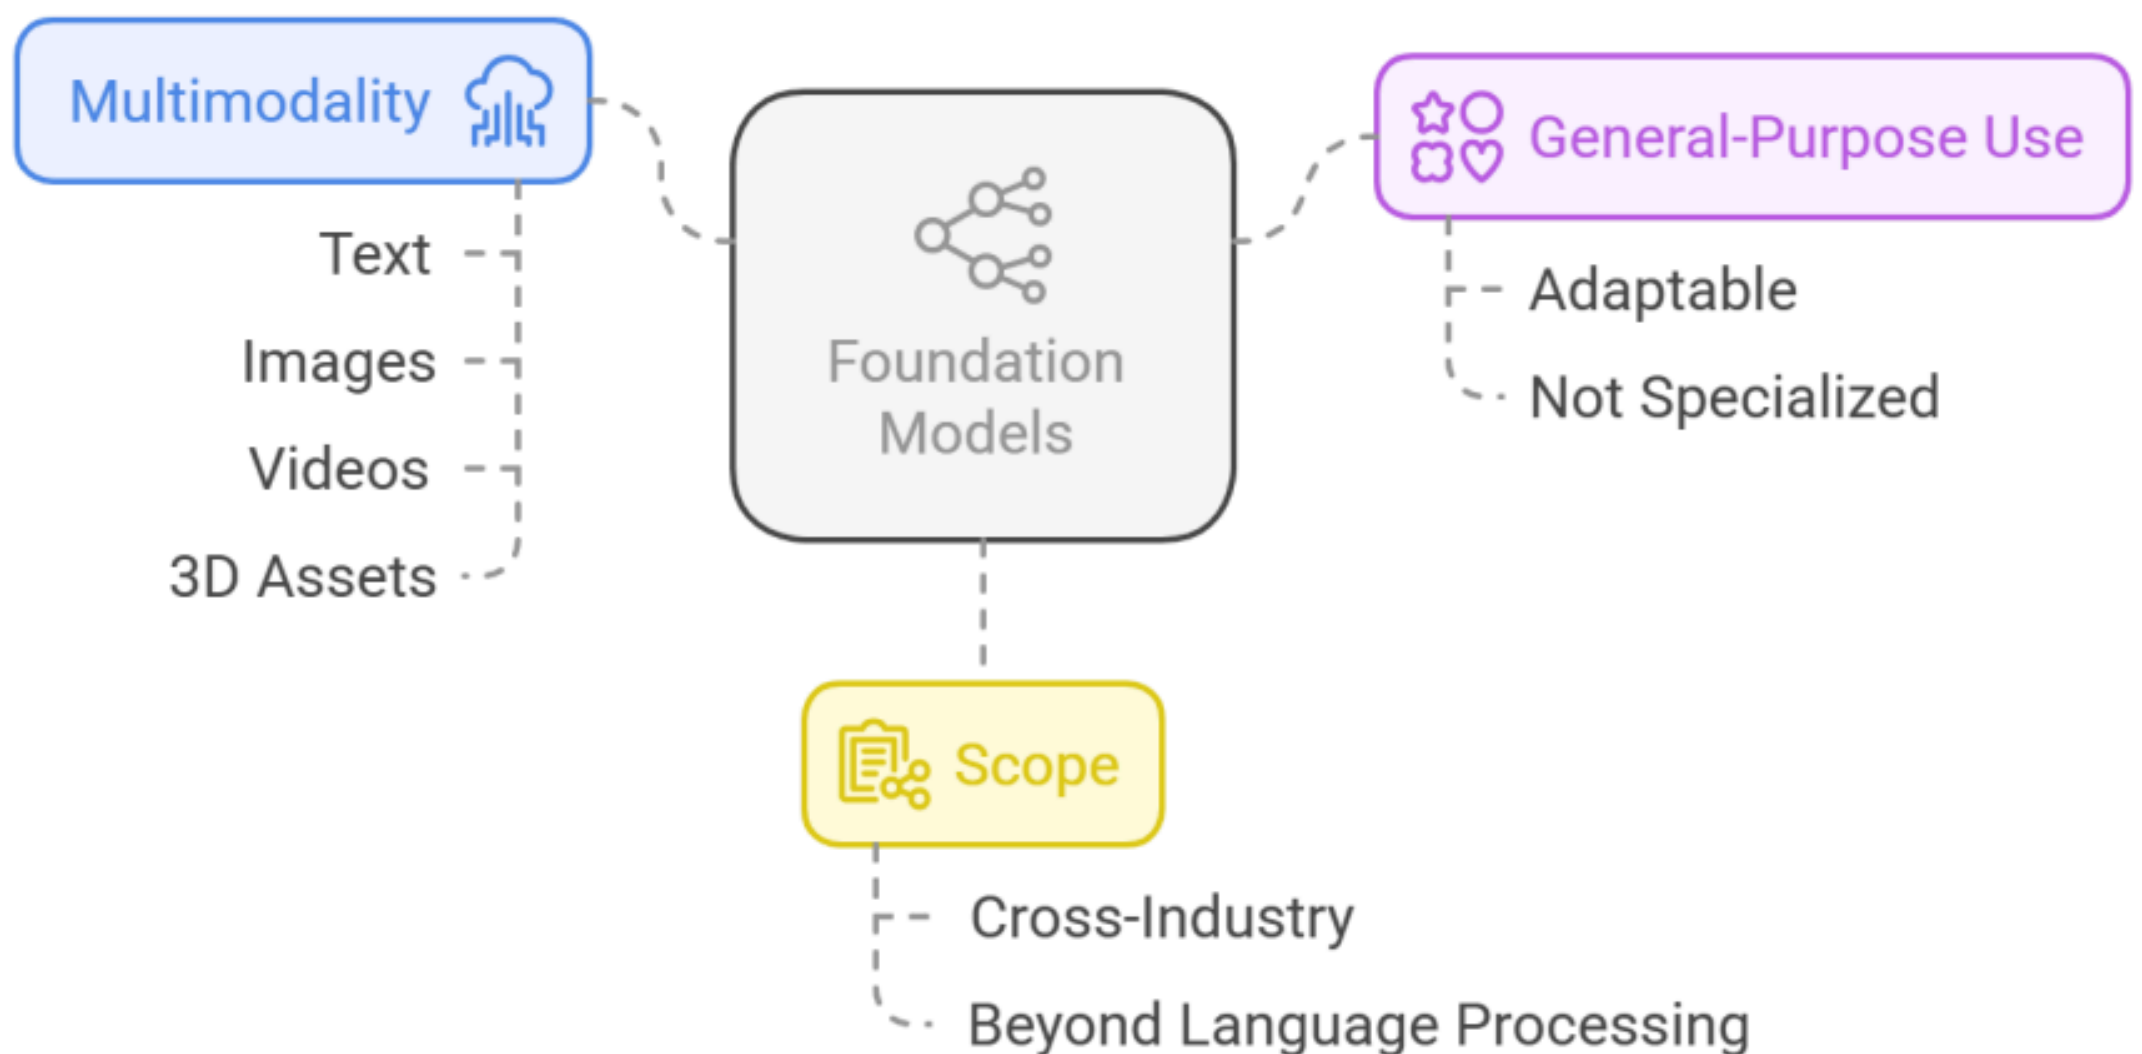 Multimodality
Text
Images
Videos
3D Assets
Foundation
Models
General-Purpose Use
Adaptable
Not Specialized
Scope
Cross-Industry
Beyond Language Processing